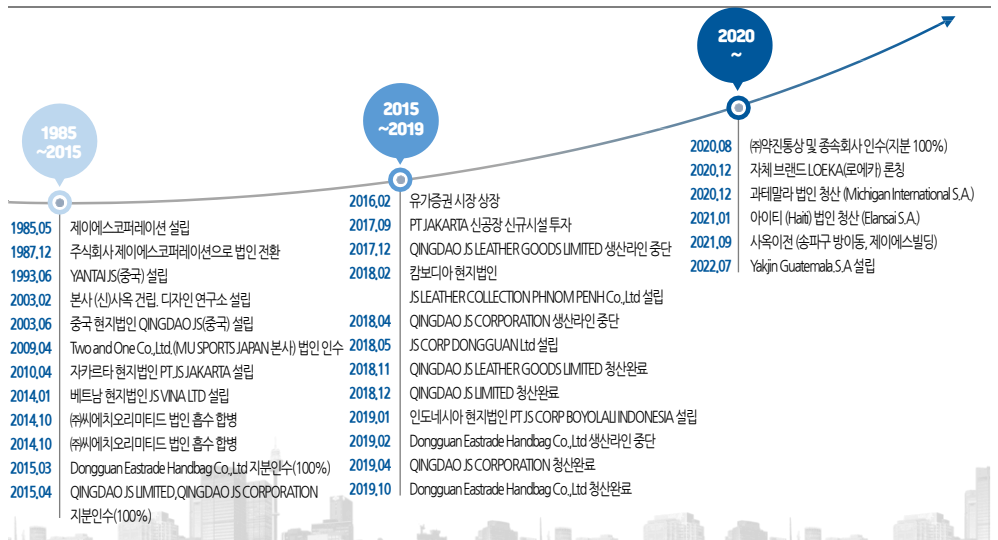 1985
~2015
1985.05 제이에스코퍼레이션 설립
1987.12 주식회사 제이에스코퍼레이션으로 법인 전환
1993.06 YANTAI JS(중국) 설립
2003.02 본사 (신)사옥 건립. 디자인 연구소 설립
2003.06 중국 현지법인 QINGDAO JS(중국) 설립
2009.04 Two and One Co., Ltd.(MU SPORTS JAPAN 본사) 법인 인수
2010.04 자카르타 현지법인 PT JS JAKARTA 설립
2014.01 베트남 현지법인 JS VINA LTD 설립
2014.10 ㈜씨에치오리미티드 법인 흡수 합병
2014.10 ㈜씨에치오리미티드 법인 흡수 합병
2015.03 Dongguan Eastrade Handbag Co.,Ltd 지분인수(100%)
2015.04 QINGDAO JS LIMITED, QINGDAO JS CORPORATION
지분인수(100%)
2015
~2019
2016.02 유가증권 시장 상장
2017.09 PT JAKARTA 신공장 신규시설 투자
2017.12 QINGDAO JS LEATHER GOODS LIMITED 생산라인 중단
2018.02 캄보디아 현지법인
JS LEATHER COLLECTION PHNOM PENH Co., Ltd 설립
2018.04 QINGDAO JS CORPORATION 생산라인 중단
2018.05 JS CORP DONGGUAN Ltd 설립
2018.11 QINGDAO JS LEATHER GOODS LIMITED 청산완료
2018.12 QINGDAO JS LIMITED 청산완료
2019.01 인도네시아 현지법인 PT JS CORP BOYOLALI INDONESIA 설립
2019.02 Dongguan Eastrade Handbag Co., Ltd 생산라인 중단
2019.04 QINGDAO JS CORPORATION 청산완료
2019.10 Dongguan Eastrade Handbag Co., Ltd 청산완료
2020
~
2020.08 ㈜약진통상 및 종속회사 인수(지분 100%)
2020.12 자체 브랜드 LOEKA(로에카) 론칭
2020.12 과테말라 법인 청산 (Michigan International S.A.)
2021.01 아이티 (Haiti) 법인 청산 (Elansai S.A.)
2021.09 사옥이전 (송파구 방이동, 제이에스빌딩)
2022.07 Yakjin Guatemala, S.A 설립